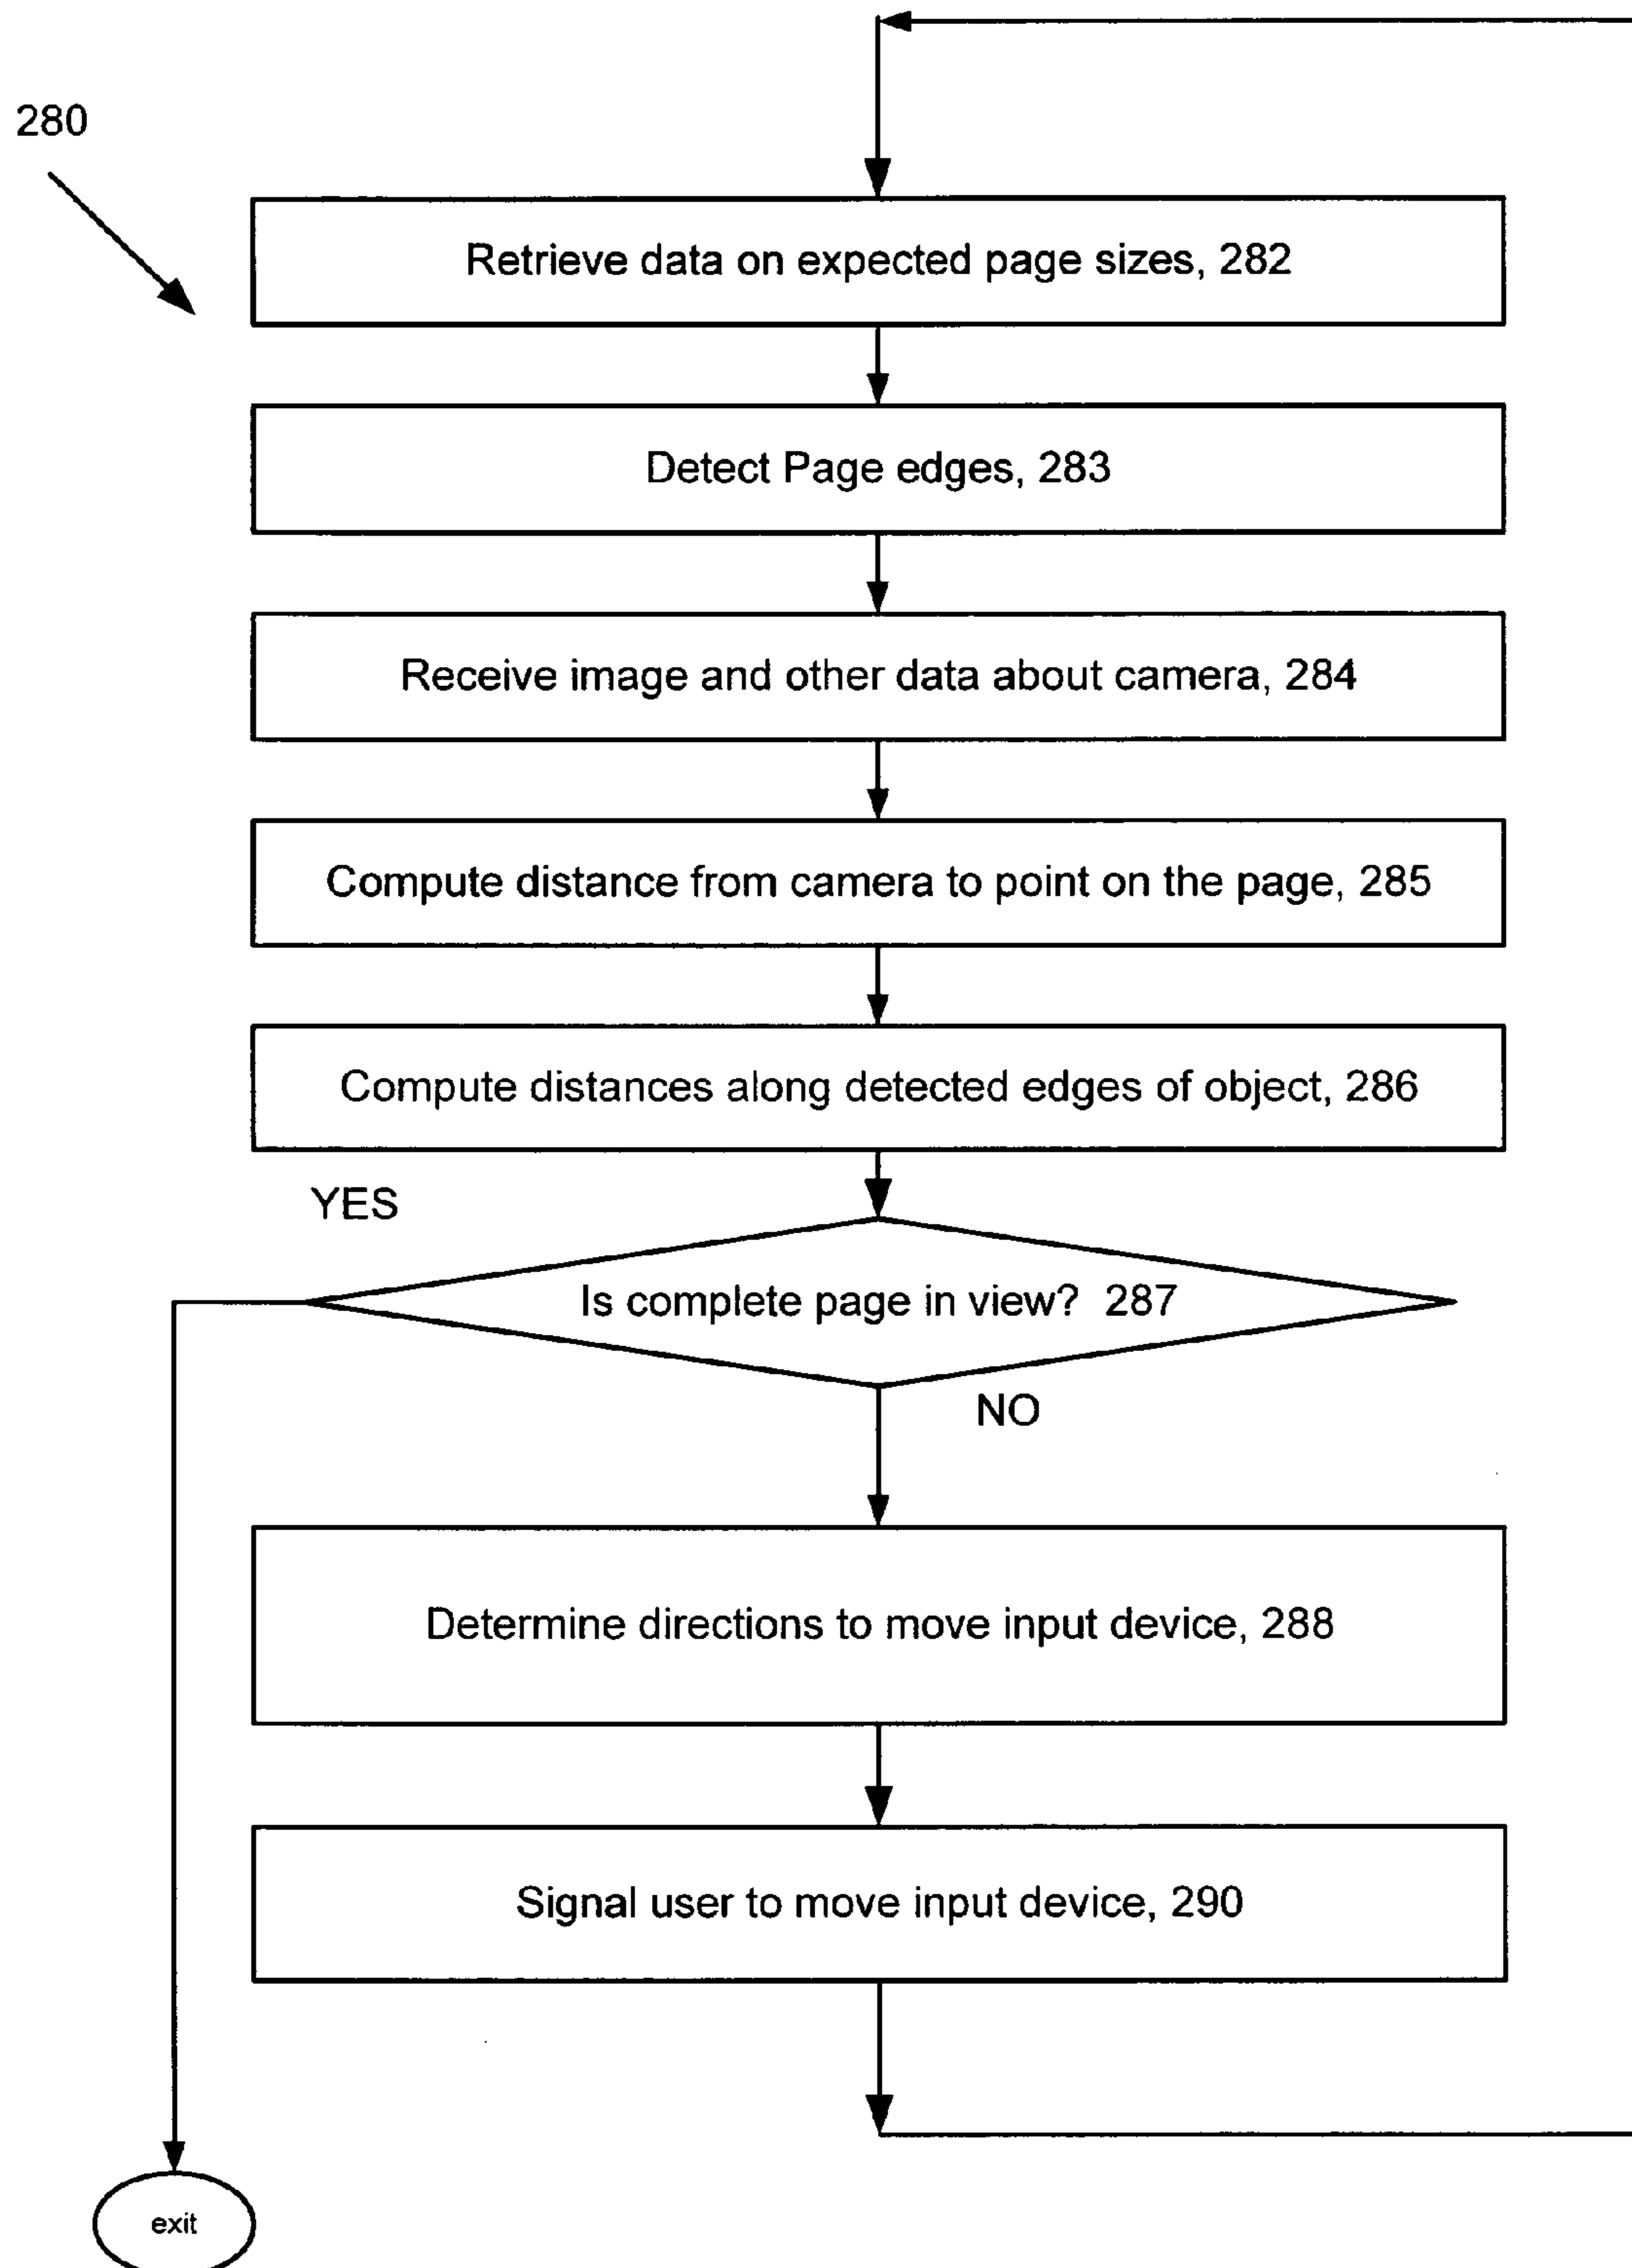 280
Retrieve data on expected page sizes, 282
Detect Page edges, 283
Receive image and other data about camera, 284
Compute distance from camera to point on the page, 285
Compute distances along detected edges of object, 286
YES
Is complete page in view? 287
NO
Determine directions to move input device, 288
Signal user to move input device, 290
exit